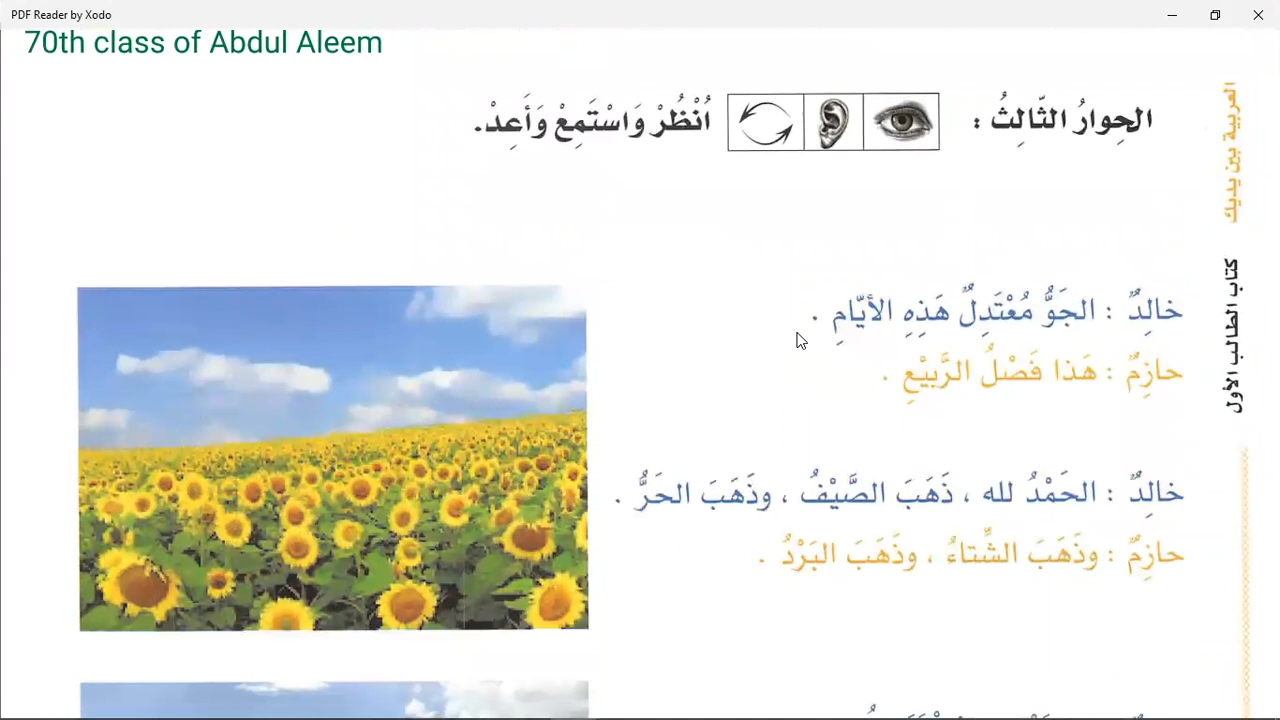 PDF Reader by Xodo
70th class of Abdul Aleem
الحِوارُ الثّالِثُ : اُنْظُرْ وَاسْتَمِعْ وَأَعِدْ.
خالِدٌ : الجَوُّ مُعْتَدِلٌ هَذِهِ الأيّامِ .
حازِمٌ : هَذا فَصْلُ الرَّبيْعِ .
خالِدٌ : الحَمْدُ لله ، ذَهَبَ الصَّيْفُ ، وذَهَبَ الحَرُّ .
حازِمٌ : وذَهَبَ الشِّتاءُ ، وذَهَبَ البَرْدُ .
العربية بين يديك
كتاب الطالب الأول